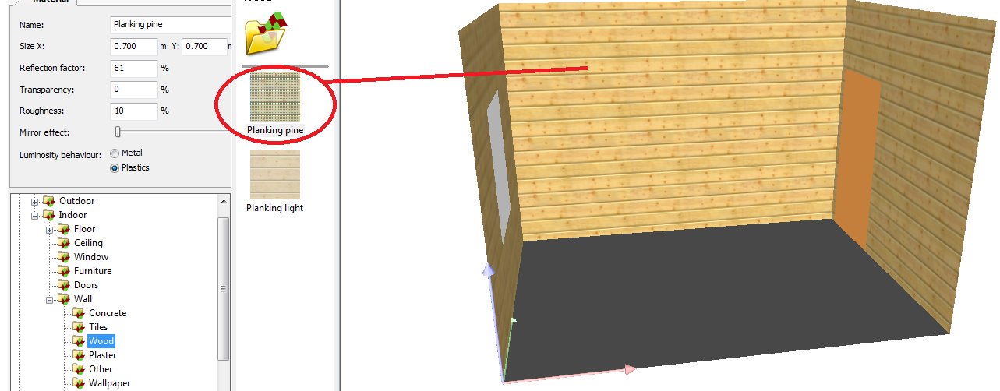 Material
Name: Planking pine
Size X: 0.700 m Y: 0.700
Reflection factor: 61 %
Transparency: 0 %
Roughness: 10 %
Mirror effect:
Luminosity behaviour: Metal
Plastics
Outdoor
Indoor
Floor
Ceiling
Window
Furniture
Doors
Wall
Concrete
Tiles
Wood
Plaster
Other
Wallpaper
Wood
Planking pine
Planking light